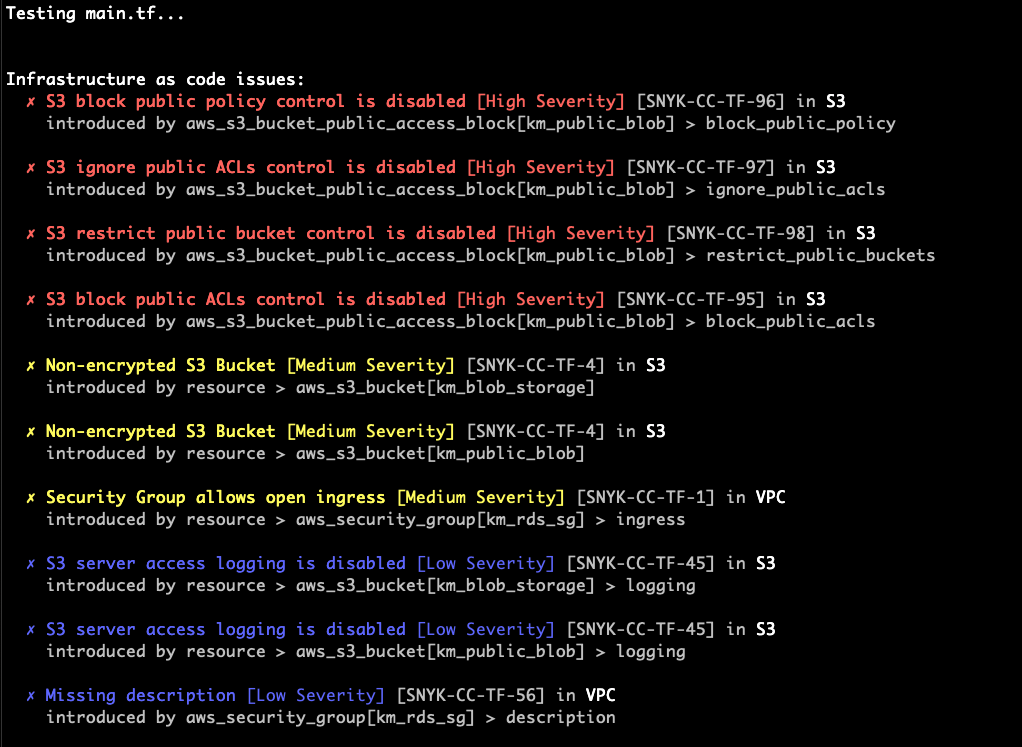 Testing main.tf...
Infrastructure as code issues:
✗ S3 block public policy control is disabled [High Severity] [SNYK-CC-TF-96] in S3
introduced by aws_s3_bucket_public_access_block[km_public_blob] > block_public_policy
✗ S3 ignore public ACLs control is disabled [High Severity] [SNYK-CC-TF-97] in S3
introduced by aws_s3_bucket_public_access_block[km_public_blob] > ignore_public_acls
✗ S3 restrict public bucket control is disabled [High Severity] [SNYK-CC-TF-98] in S3
introduced by aws_s3_bucket_public_access_block[km_public_blob] > restrict_public_buckets
✗ S3 block public ACLs control is disabled [High Severity] [SNYK-CC-TF-95] in S3
introduced by aws_s3_bucket_public_access_block[km_public_blob] > block_public_acls
✗ Non-encrypted S3 Bucket [Medium Severity] [SNYK-CC-TF-4] in S3
introduced by resource > aws_s3_bucket[km_blob_storage]
✗ Non-encrypted S3 Bucket [Medium Severity] [SNYK-CC-TF-4] in S3
introduced by resource > aws_s3_bucket[km_public_blob]
✗ Security Group allows open ingress [Medium Severity] [SNYK-CC-TF-1] in VPC
introduced by resource > aws_security_group[km_rds_sg] > ingress
✗ S3 server access logging is disabled [Low Severity] [SNYK-CC-TF-45] in S3
introduced by resource > aws_s3_bucket[km_blob_storage] > logging
✗ S3 server access logging is disabled [Low Severity] [SNYK-CC-TF-45] in S3
introduced by resource > aws_s3_bucket[km_public_blob] > logging
✗ Missing description [Low Severity] [SNYK-CC-TF-56] in VPC
introduced by aws_security_group[km_rds_sg] > description